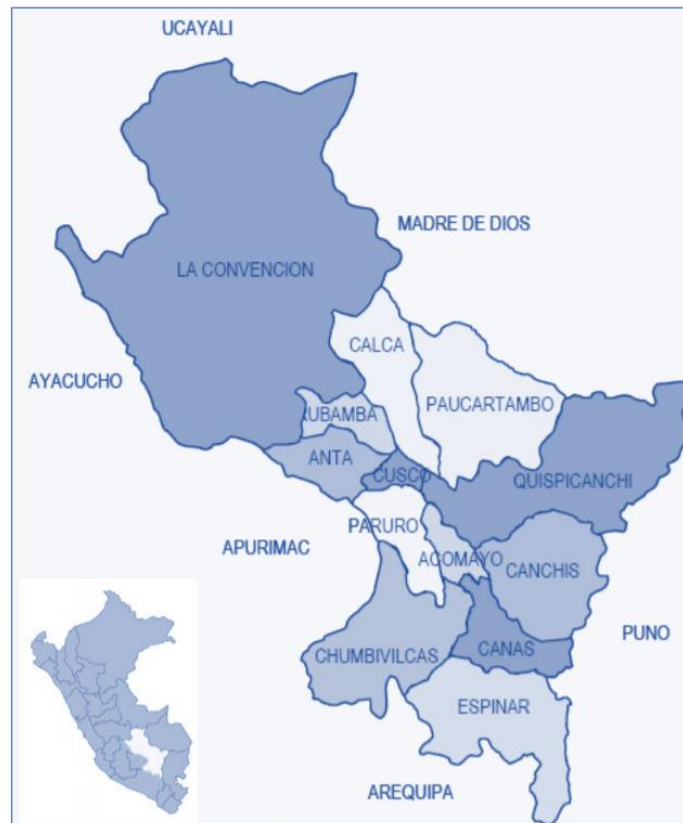 UCAYALI
MADRE DE DIOS
LA CONVENCION
CALCA
AYACUCHO
PAUCARTAMBO
RUBAMBA
ANTA
CUSCO
QUISPICANCHI
PARURO
APURIMAC
ACOMAYO
CANCHIS
PUNO
CHUMBIVILCAS
CANAS
ESPINAR
AREQUIPA